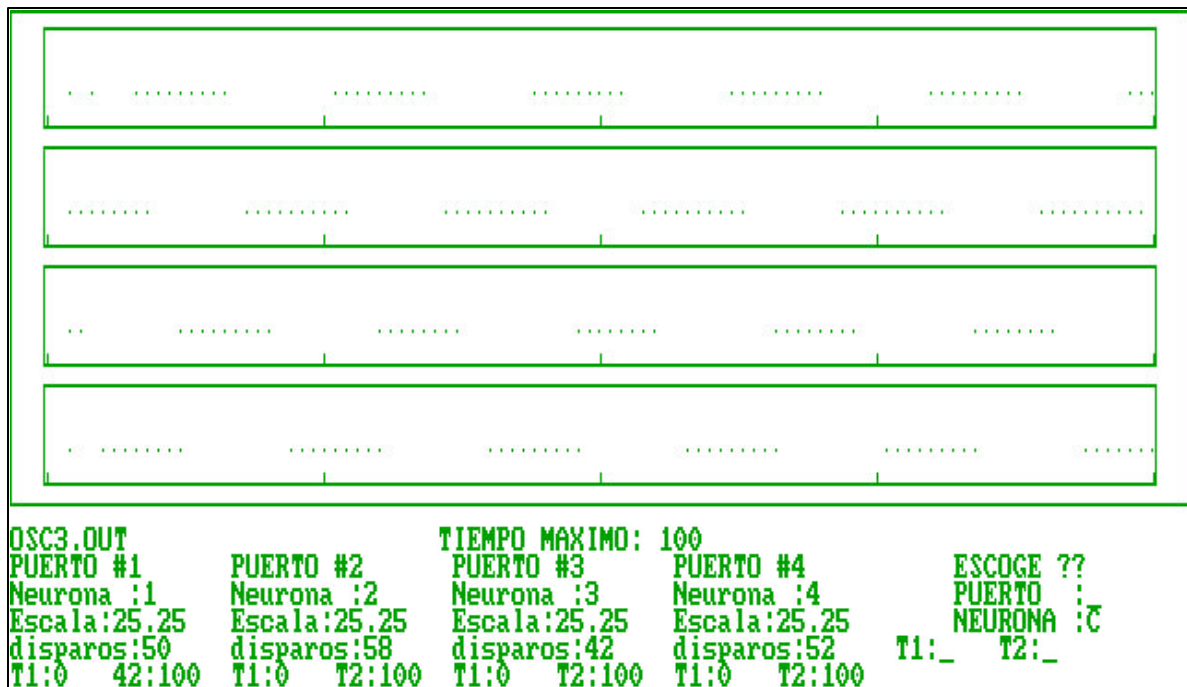 OSC3.OUT TIEMPO MAXIMO: 100
PUERTO #1 PUERTO #2 PUERTO #3 PUERTO #4 ESCOGE ??
Neurona :1 Neurona :2 Neurona :3 Neurona :4 PUERTO :_
Escala:25.25 Escala:25.25 Escala:25.25 Escala:25.25 NEURONA :C
disparos:50 disparos:58 disparos:42 disparos:52 T1:_ T2:_
T1:0 42:100 T1:0 T2:100 T1:0 T2:100 T1:0 T2:100